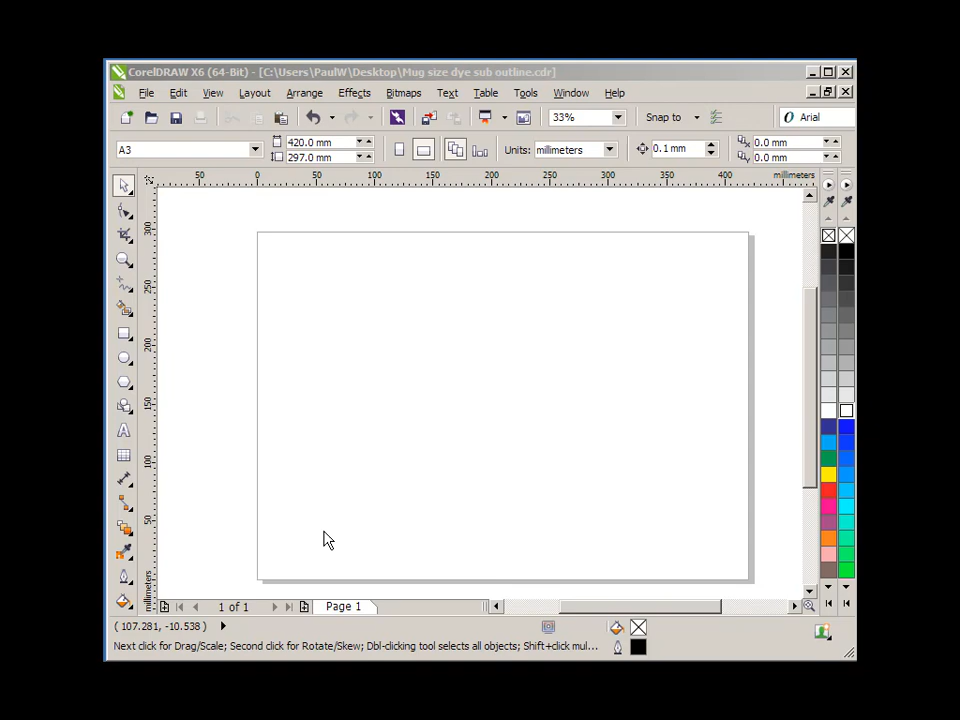 CorelDRAW X6 (64-Bit) - [C:\Users\PaulW\Desktop\Mug size dye sub outline.cdr]
File Edit View Layout Arrange Effects Bitmaps Text Table Tools Window Help
33% Snap to O Arial
A3 420.0 mm 297.0 mm Units: millimeters 0.1 mm 0.0 mm 0.0 mm
50 0 50 100 150 200 250 300 350 400 millimeters
300
250
200
150
100
50
millimeters
1 of 1 Page 1
( 107.281, -10.538 )
Next click for Drag/Scale; Second click for Rotate/Skew; Dbl-clicking tool selects all objects; Shift+click mul...